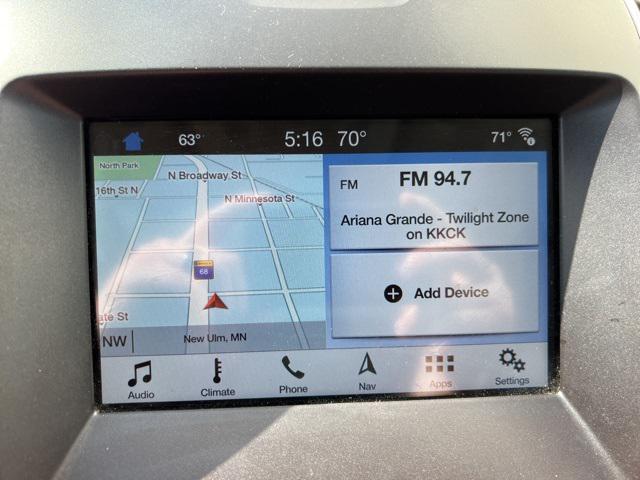 63° 5:16 70° 71°
North Park
16th St N
N Broadway St
N Minnesota St
68
ate St
NW
New Ulm, MN
FM FM 94.7
Ariana Grande - Twilight Zone
on KKCK
Add Device
Audio Climate Phone Nav Apps Settings